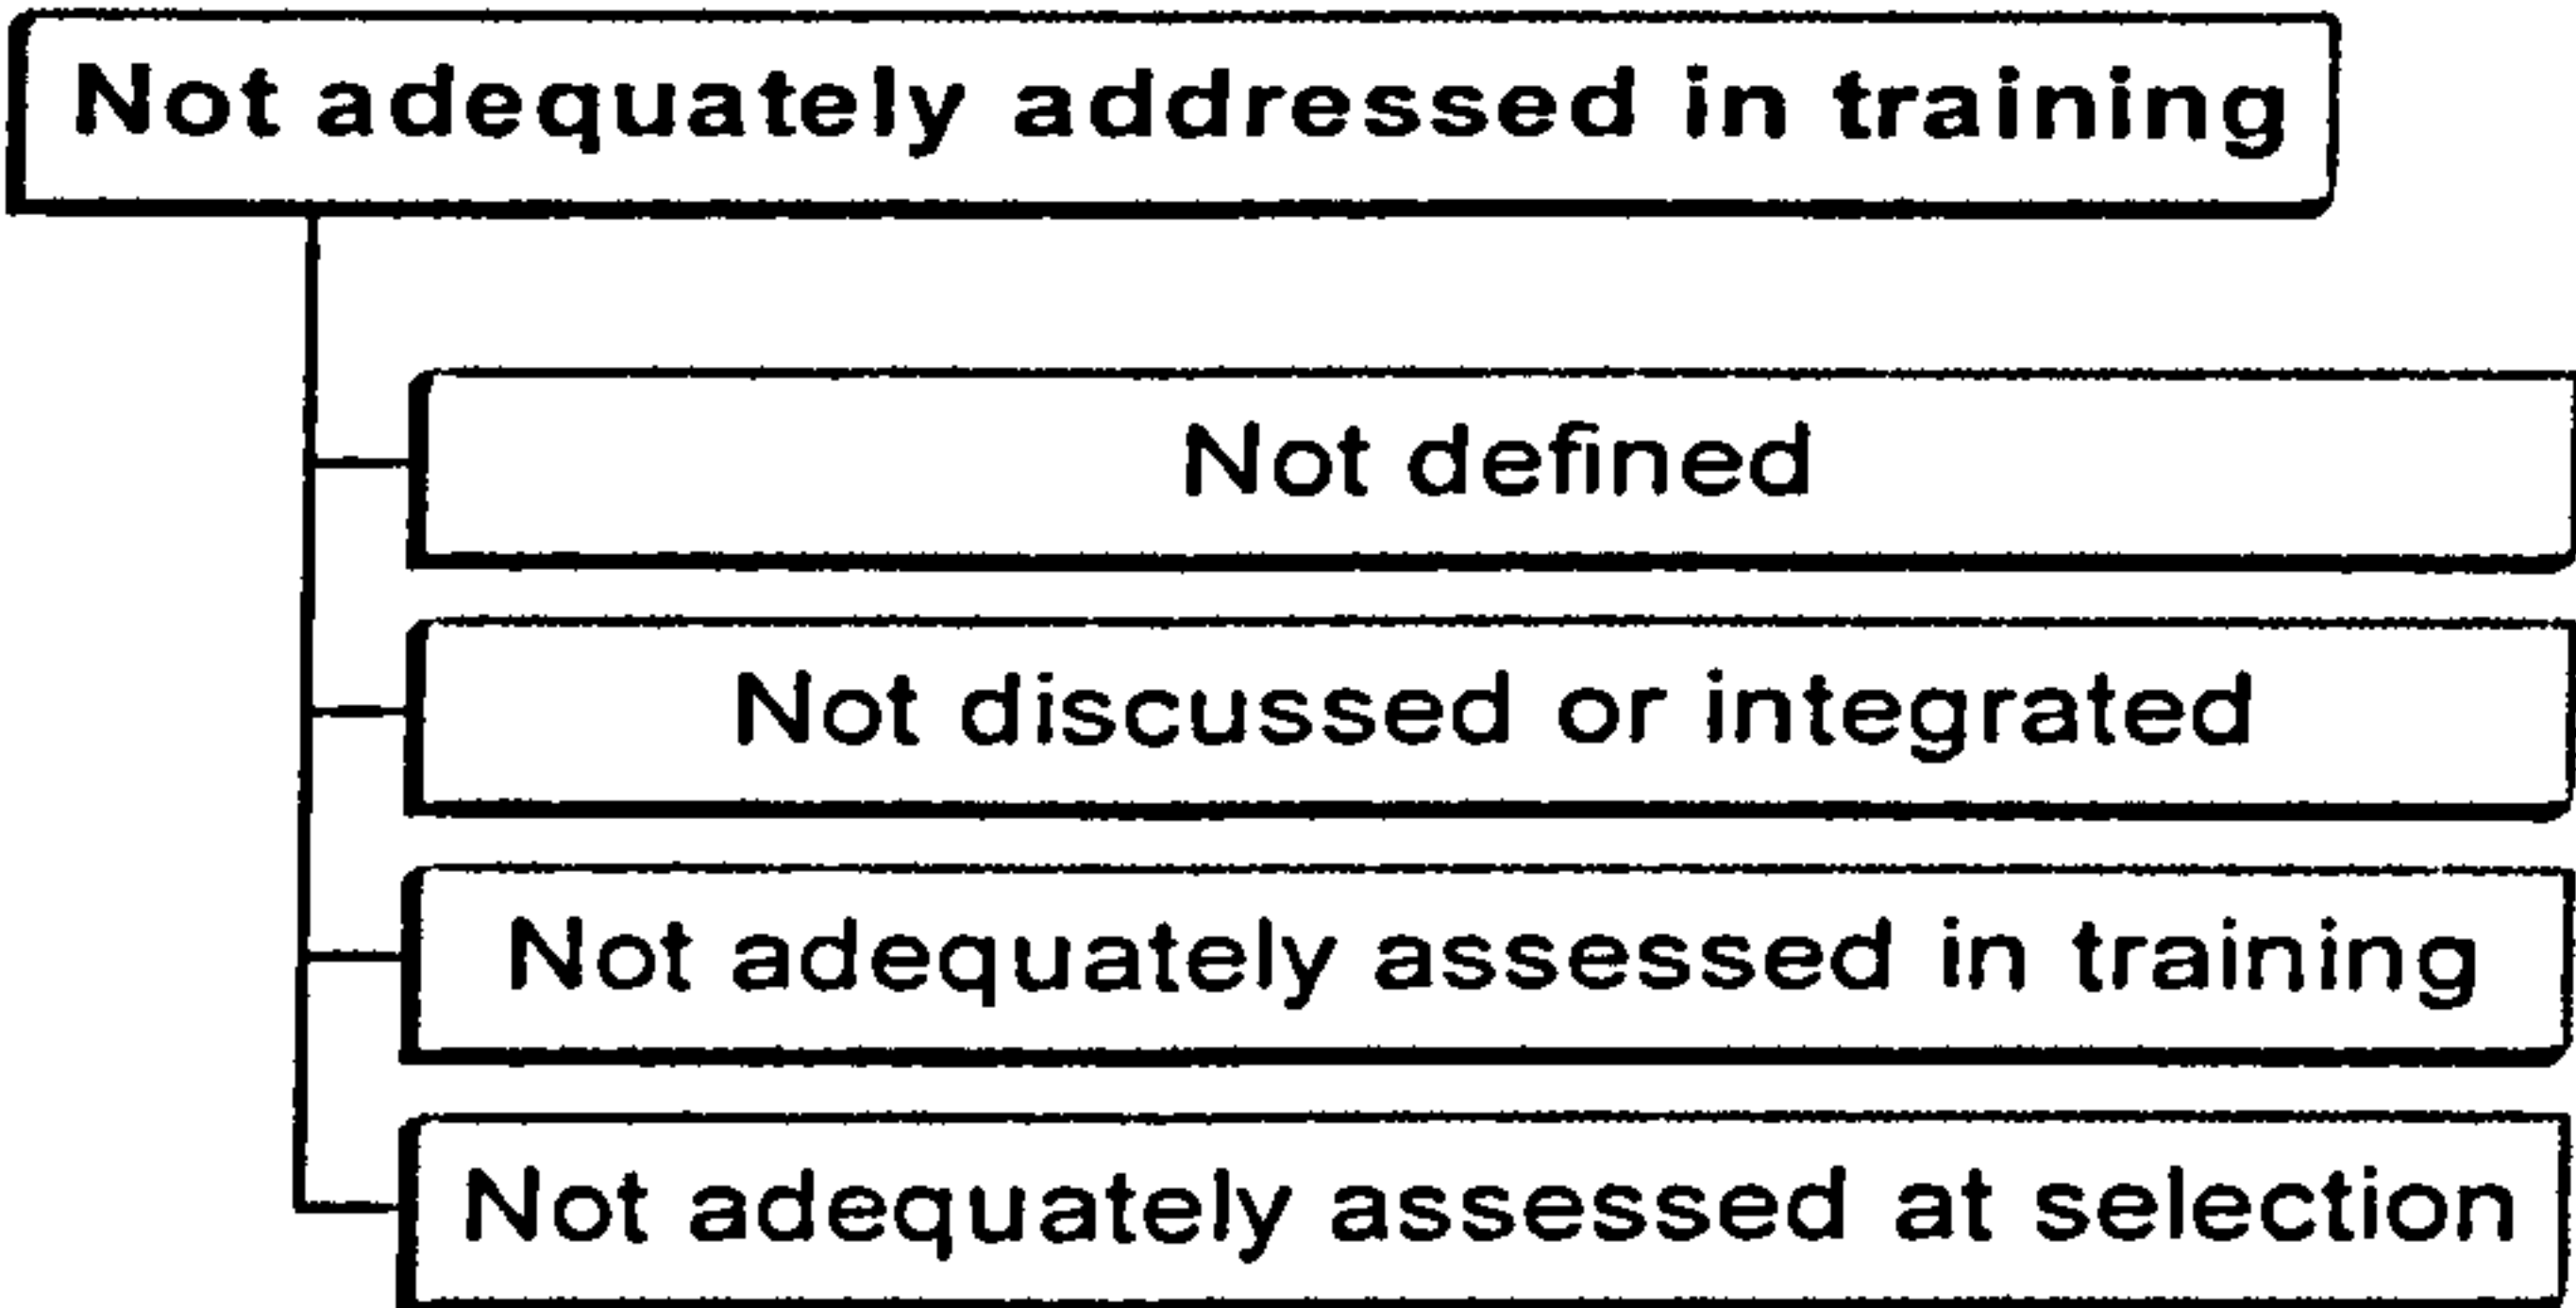 Not adequately addressed in training
Not defined
Not discussed or integrated
Not adequately assessed in training
Not adequately assessed at selection